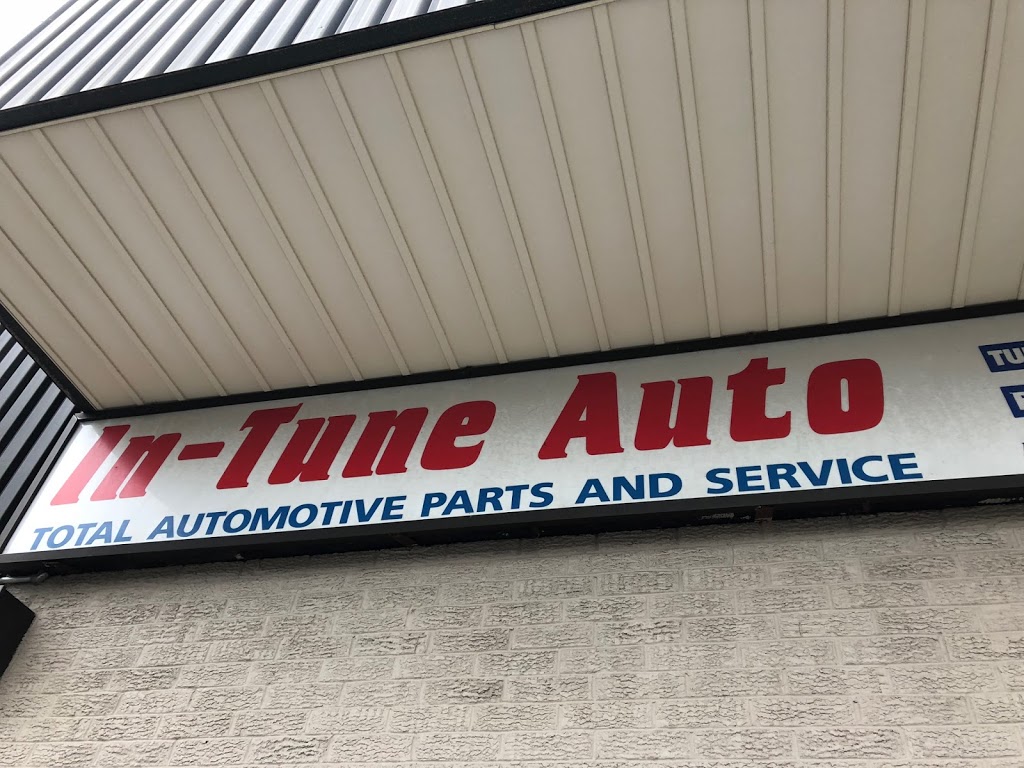 In-Tune Auto
TOTAL AUTOMOTIVE PARTS AND SERVICE